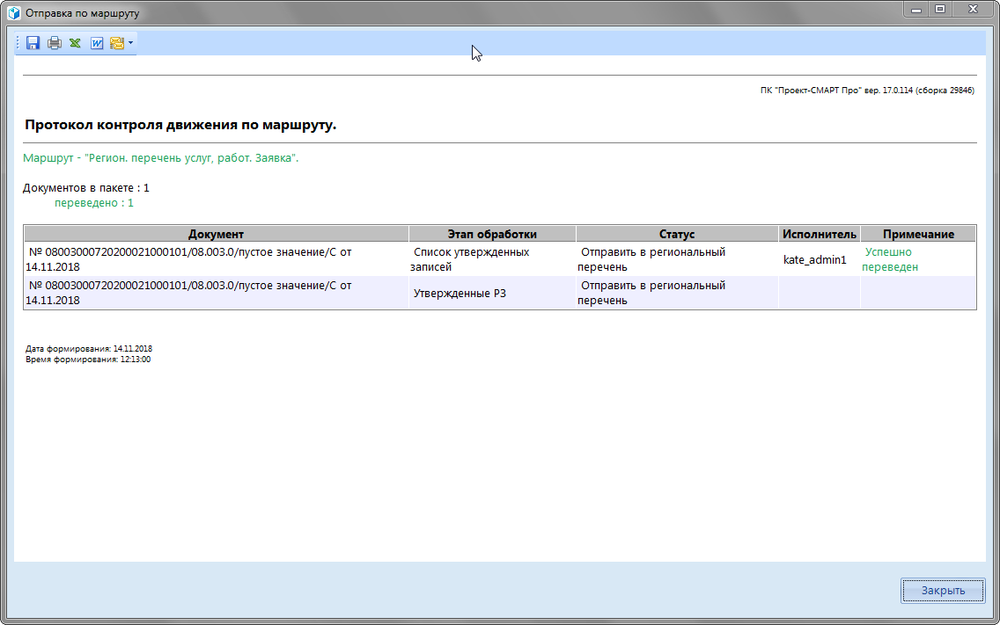 Отправка по маршруту
ПК "Проект-СМАРТ Про" вер. 17.0.114 (сборка 29846)
Протокол контроля движения по маршруту.
Маршрут - "Регион. перечень услуг, работ. Заявка".
Документов в пакете : 1
переведено : 1
Документ Этап обработки Статус Исполнитель Примечание
№ 08003000720200021000101/08.003.0/пустое значение/С от 14.11.2018
Список утвержденных записей
Отправить в региональный перечень
kate_admin1
Успешно переведен
№ 08003000720200021000101/08.003.0/пустое значение/С от 14.11.2018
Утвержденные РЗ
Отправить в региональный перечень
Дата формирования: 14.11.2018
Время формирования: 12:13:00
Закрыть